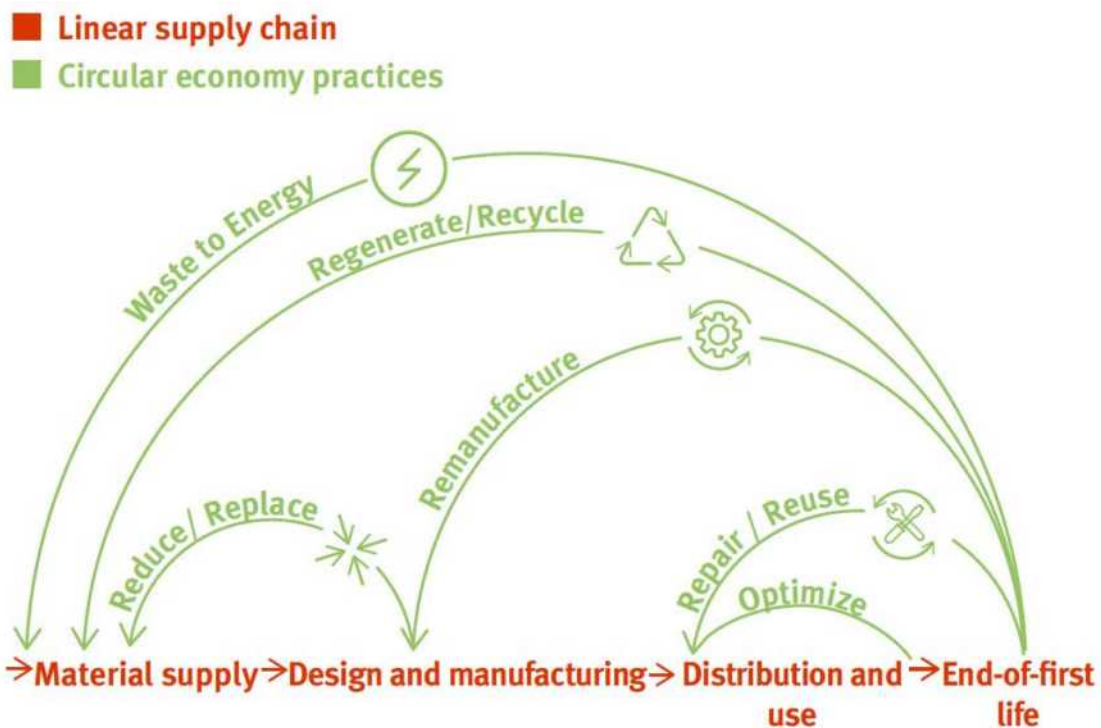 Linear supply chain
Circular economy practices
Waste to Energy
Regenerate/Recycle
Remanufacture
Reduce/ Replace
Repair / Reuse
Optimize
Material supply
Design and manufacturing
Distribution and
use
End-of-first
life